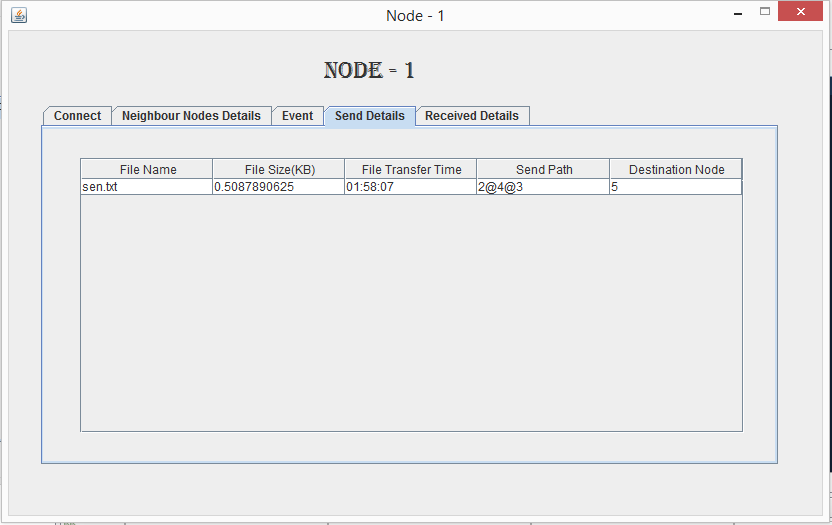 Node - 1
NODE - 1
Connect Neighbour Nodes Details Event Send Details Received Details
File Name File Size(KB) File Transfer Time Send Path Destination Node
sen.txt 0.5087890625 01:58:07 2@4@3 5